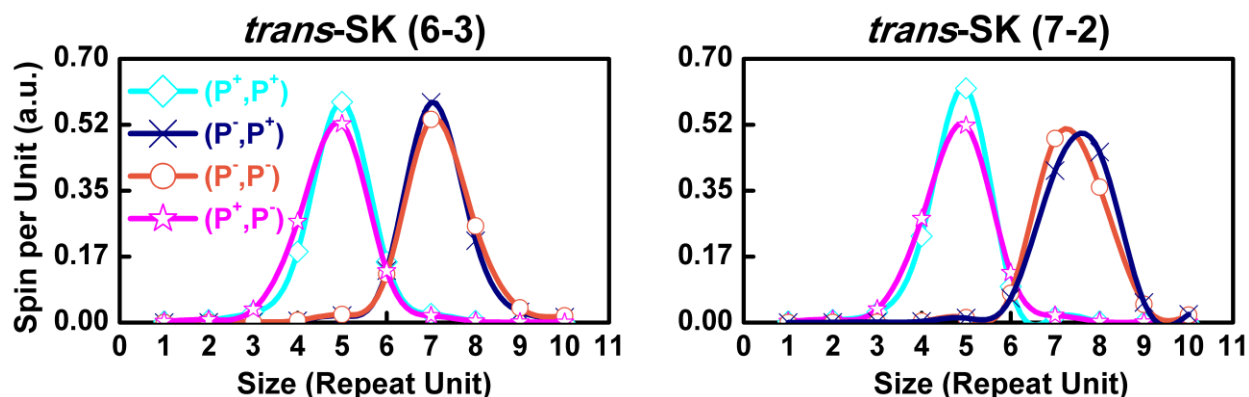 trans-SK (6-3)
0.70
0.52
0.35
0.17
0.00
Spin per Unit (a.u.)
(P⁺,P⁺)
(P⁻,P⁺)
(P⁻,P⁻)
(P⁺,P⁻)
0 1 2 3 4 5 6 7 8 9 10 11
Size (Repeat Unit)
trans-SK (7-2)
0.70
0.52
0.35
0.17
0.00
0 1 2 3 4 5 6 7 8 9 10 11
Size (Repeat Unit)